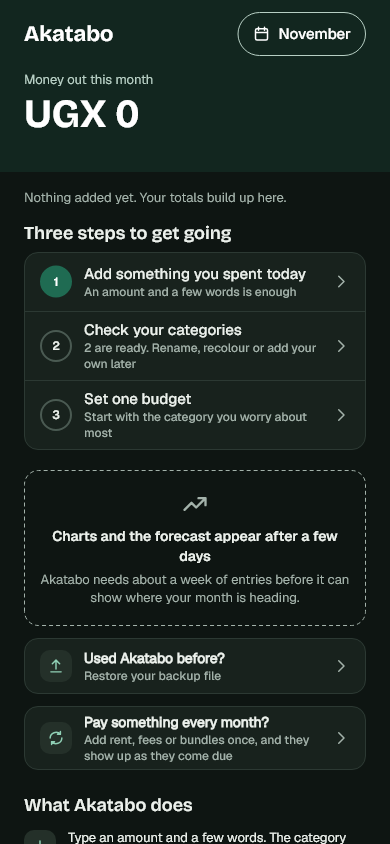 Akatabo
November
Money out this month
UGX 0
Nothing added yet. Your totals build up here.
Three steps to get going
1
Add something you spent today
An amount and a few words is enough
2
Check your categories
2 are ready. Rename, recolour or add your
own later
3
Set one budget
Start with the category you worry about
most
Charts and the forecast appear after a few
days
Akatabo needs about a week of entries before it can
show where your month is heading.
Used Akatabo before?
Restore your backup file
Pay something every month?
Add rent, fees or bundles once, and they
show up as they come due
What Akatabo does
Type an amount and a few words. The category